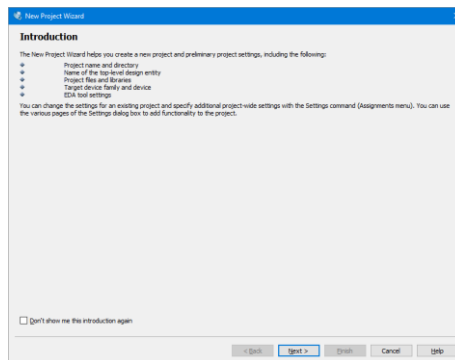 New Project Wizard
Introduction
The New Project Wizard helps you create a new project and preliminary project settings, including the following:
Project name and directory
Name of the top-level design entity
Project files and libraries
Target device family and device
EDA tool settings
You can change the settings for an existing project and specify additional project-wide settings with the Settings command (Assignments menu). You can use
the various pages of the Settings dialog box to add functionality to the project.
Don't show me this introduction again
< Back Next > Finish Cancel Help